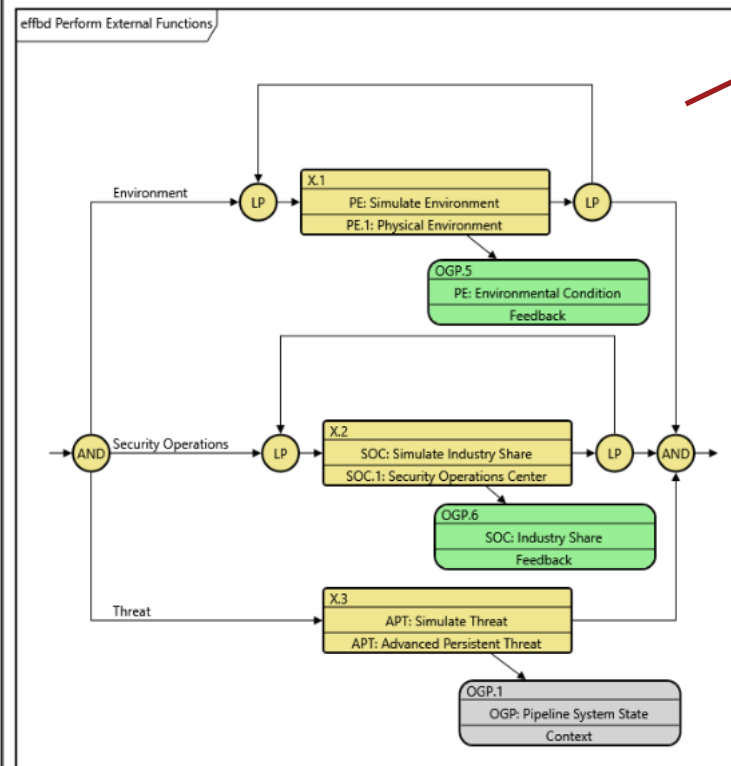 effbd Perform External Functions
Environment
LP
X.1
PE: Simulate Environment
PE.1: Physical Environment
LP
OGP.5
PE: Environmental Condition
Feedback
AND
Security Operations
LP
X.2
SOC: Simulate Industry Share
SOC.1: Security Operations Center
LP
AND
OGP.6
SOC: Industry Share
Feedback
Threat
X.3
APT: Simulate Threat
APT: Advanced Persistent Threat
OGP.1
OGP: Pipeline System State
Context